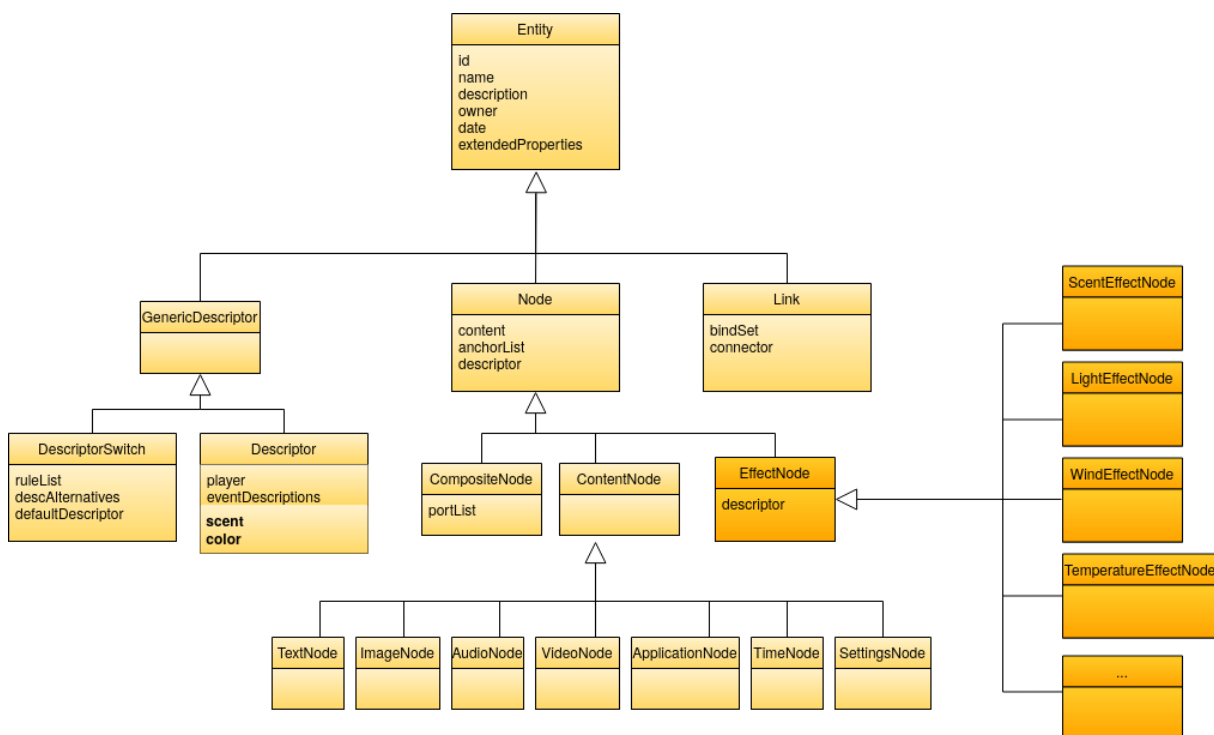 Entity
id
name
description
owner
date
extendedProperties
GenericDescriptor
Node
content
anchorList
descriptor
Link
bindSet
connector
DescriptorSwitch
ruleList
descAlternatives
defaultDescriptor
Descriptor
player
eventDescriptions
scent
color
CompositeNode
portList
ContentNode
EffectNode
descriptor
TextNode
ImageNode
AudioNode
VideoNode
ApplicationNode
TimeNode
SettingsNode
ScentEffectNode
LightEffectNode
WindEffectNode
TemperatureEffectNode
...